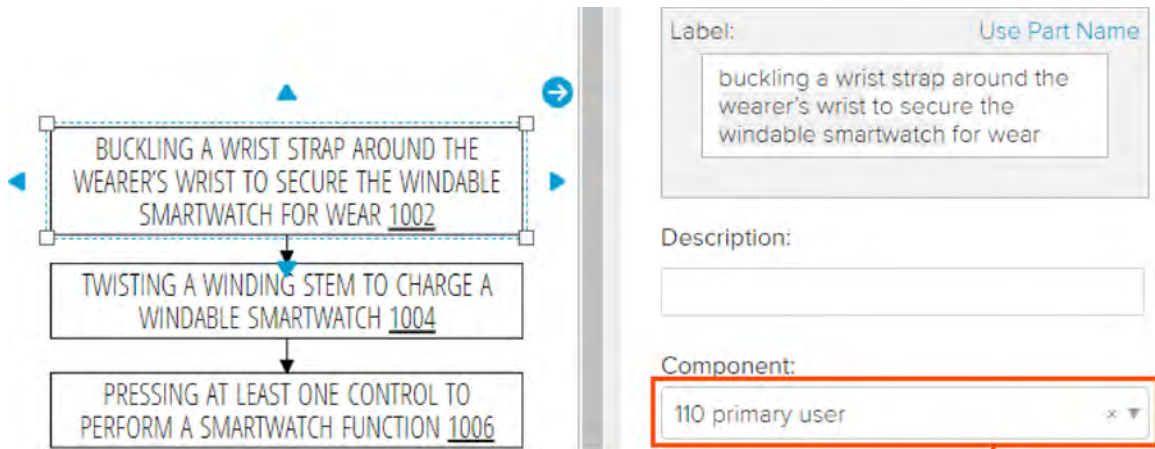 BUCKLING A WRIST STRAP AROUND THE
WEARER'S WRIST TO SECURE THE WINDABLE
SMARTWATCH FOR WEAR 1002
TWISTING A WINDING STEM TO CHARGE A
WINDABLE SMARTWATCH 1004
PRESSING AT LEAST ONE CONTROL TO
PERFORM A SMARTWATCH FUNCTION 1006
Label: Use Part Name
buckling a wrist strap around the
wearer's wrist to secure the
windable smartwatch for wear
Description:
Component:
110 primary user